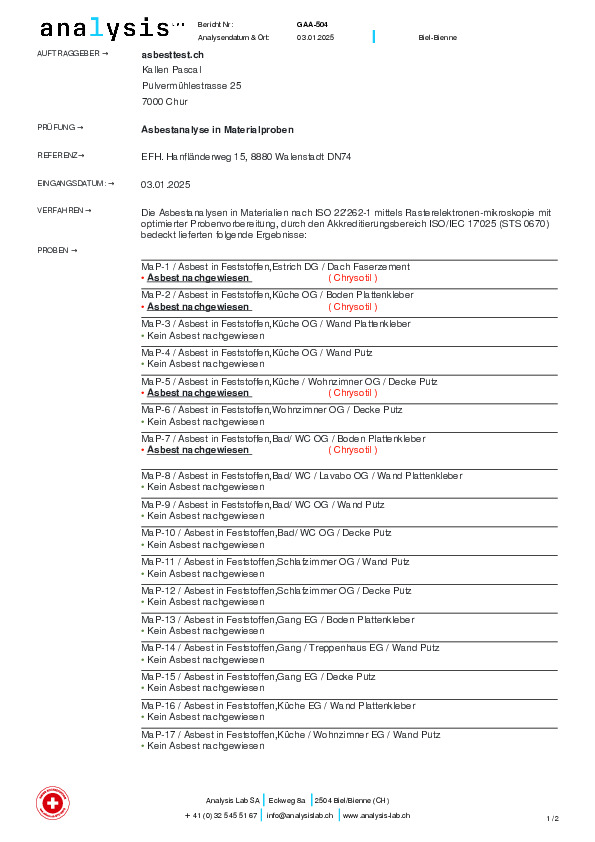 analysis
Bericht Nr: GAA-504
Analysendatum & Ort: 03.01.2025 Biel-Bienne
AUFTRAGGEBER → asbesttest.ch
Kallen Pascal
Pulvermühlestrasse 25
7000 Chur
PRÜFUNG → Asbestanalyse in Materialproben
REFERENZ → EFH. Hanfländerweg 15, 8880 Walenstadt DN74
EINGANGSDATUM: → 03.01.2025
VERFAHREN → Die Asbestanalysen in Materialien nach ISO 22'262-1 mittels Rasterelektronen-mikroskopie mit
optimierter Probenvorbereitung, durch den Akkreditierungsbereich ISO/IEC 17'025 (STS 0670)
bedeckt lieferten folgende Ergebnisse:
PROBEN →
MaP-1 / Asbest in Feststoffen,Estrich DG / Dach Faserzement
• Asbest nachgewiesen ( Chrysotil )
MaP-2 / Asbest in Feststoffen,Küche OG / Boden Plattenkleber
• Asbest nachgewiesen ( Chrysotil )
MaP-3 / Asbest in Feststoffen,Küche OG / Wand Plattenkleber
• Kein Asbest nachgewiesen
MaP-4 / Asbest in Feststoffen,Küche OG / Wand Putz
• Kein Asbest nachgewiesen
MaP-5 / Asbest in Feststoffen,Küche / Wohnzimner OG / Decke Putz
• Asbest nachgewiesen ( Chrysotil )
MaP-6 / Asbest in Feststoffen,Wohnzimner OG / Decke Putz
• Kein Asbest nachgewiesen
MaP-7 / Asbest in Feststoffen,Bad/ WC OG / Boden Plattenkleber
• Asbest nachgewiesen ( Chrysotil )
MaP-8 / Asbest in Feststoffen,Bad/ WC / Lavabo OG / Wand Plattenkleber
• Kein Asbest nachgewiesen
MaP-9 / Asbest in Feststoffen,Bad/ WC OG / Wand Putz
• Kein Asbest nachgewiesen
MaP-10 / Asbest in Feststoffen,Bad/ WC OG / Decke Putz
• Kein Asbest nachgewiesen
MaP-11 / Asbest in Feststoffen,Schlafzimmer OG / Wand Putz
• Kein Asbest nachgewiesen
MaP-12 / Asbest in Feststoffen,Schlafzimmer OG / Decke Putz
• Kein Asbest nachgewiesen
MaP-13 / Asbest in Feststoffen,Gang EG / Boden Plattenkleber
• Kein Asbest nachgewiesen
MaP-14 / Asbest in Feststoffen,Gang / Treppenhaus EG / Wand Putz
• Kein Asbest nachgewiesen
MaP-15 / Asbest in Feststoffen,Gang EG / Decke Putz
• Kein Asbest nachgewiesen
MaP-16 / Asbest in Feststoffen,Küche EG / Wand Plattenkleber
• Kein Asbest nachgewiesen
MaP-17 / Asbest in Feststoffen,Küche / Wohnzimner EG / Wand Putz
• Kein Asbest nachgewiesen
Analysis Lab SA | Eckweg 8a | 2504 Biel/Bienne (CH)
+ 41 (0) 32 545 51 67 | info@analysislab.ch | www.analysis-lab.ch
1 / 2